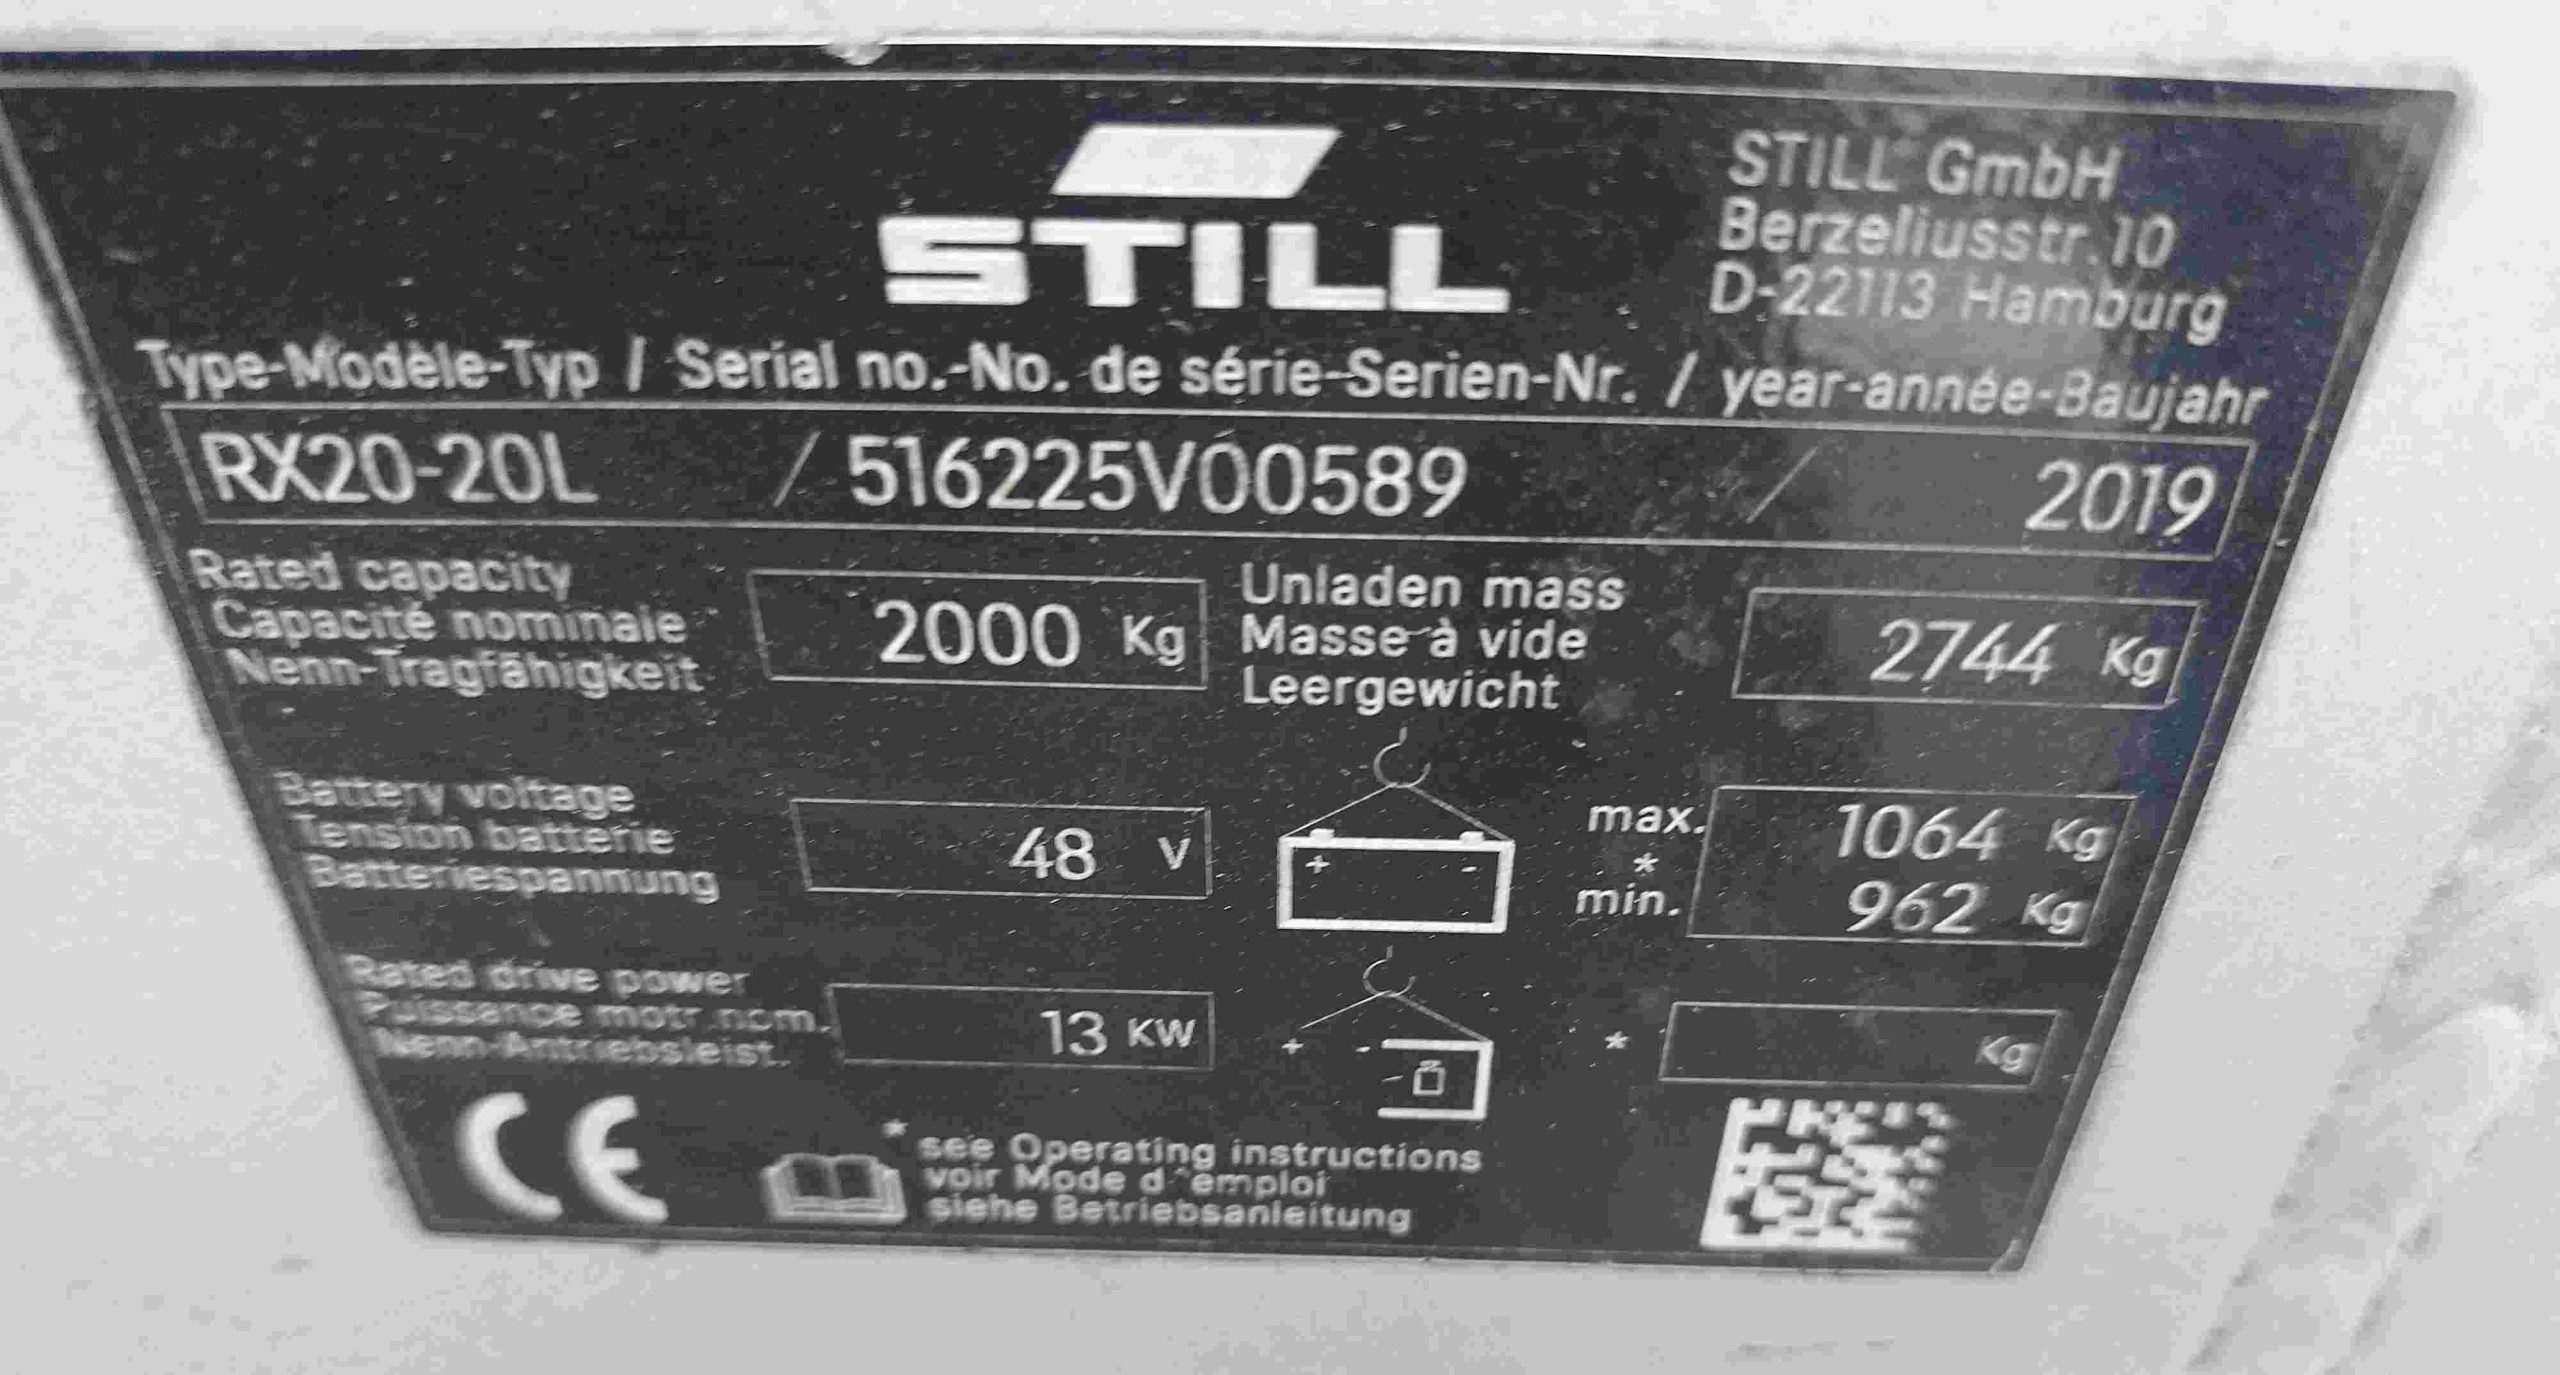 STILL
STILL GmbH
Berzeliusstr. 10
D-22113 Hamburg
Type-Modèle-Typ / Serial no.-No. de série-Serien-Nr. / year-année-Baujahr
RX20-20L / 516225V00589 / 2019
Rated capacity
Capacité nominale
Nenn-Tragfähigkeit
2000 Kg
Unladen mass
Masse à vide
Leergewicht
2744 Kg
Battery voltage
Tension batterie
Batteriespannung
48 V
+ -
max. 1064 Kg
*
min. 962 Kg
Rated drive power
Puissance motr.nom.
Nenn-Antriebsleist.
13 KW
+ -
* Kg
CE
* see Operating instructions
voir Mode d´emploi
siehe Betriebsanleitung